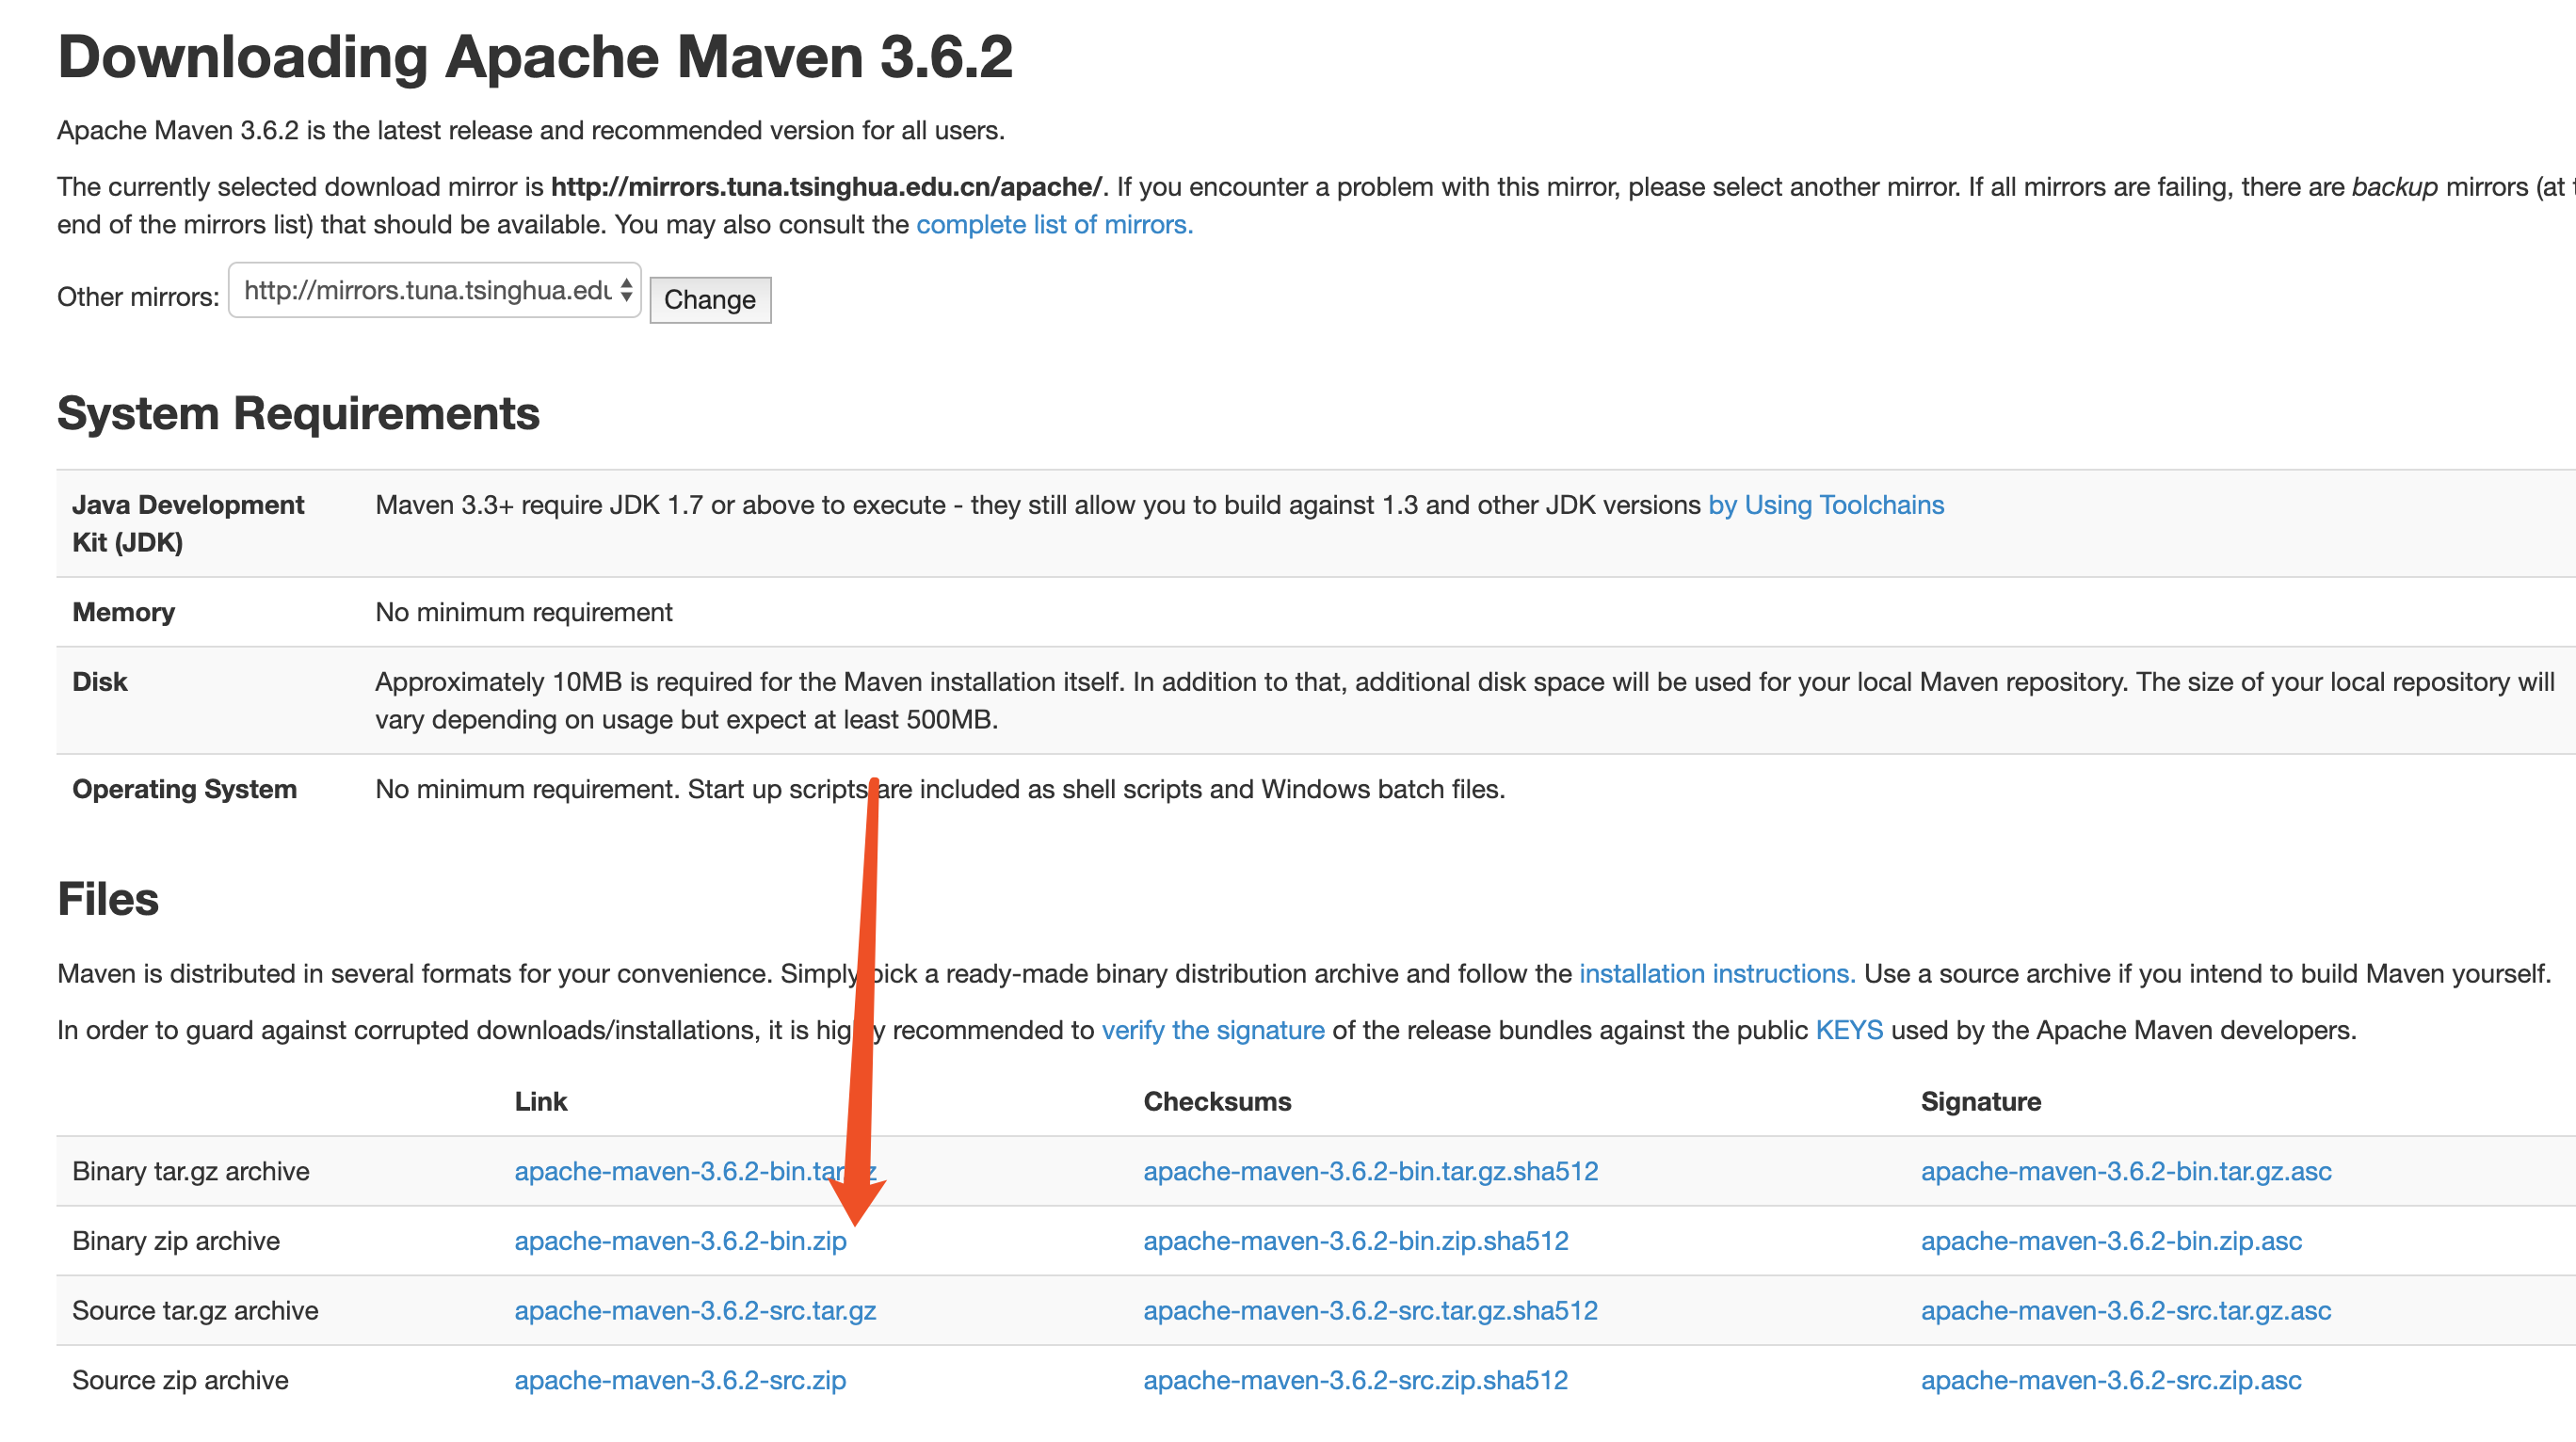 Downloading Apache Maven 3.6.2
Apache Maven 3.6.2 is the latest release and recommended version for all users.
The currently selected download mirror is http://mirrors.tuna.tsinghua.edu.cn/apache/. If you encounter a problem with this mirror, please select another mirror. If all mirrors are failing, there are backup mirrors (at
end of the mirrors list) that should be available. You may also consult the complete list of mirrors.
Other mirrors: http://mirrors.tuna.tsinghua.edu Change
System Requirements
Java Development Maven 3.3+ require JDK 1.7 or above to execute - they still allow you to build against 1.3 and other JDK versions by Using Toolchains
Kit (JDK)
Memory No minimum requirement
Disk Approximately 10MB is required for the Maven installation itself. In addition to that, additional disk space will be used for your local Maven repository. The size of your local repository will
vary depending on usage but expect at least 500MB.
Operating System No minimum requirement. Start up scripts are included as shell scripts and Windows batch files.
Files
Maven is distributed in several formats for your convenience. Simply pick a ready-made binary distribution archive and follow the installation instructions. Use a source archive if you intend to build Maven yourself.
In order to guard against corrupted downloads/installations, it is highly recommended to verify the signature of the release bundles against the public KEYS used by the Apache Maven developers.
Link Checksums Signature
Binary tar.gz archive apache-maven-3.6.2-bin.tar.gz apache-maven-3.6.2-bin.tar.gz.sha512 apache-maven-3.6.2-bin.tar.gz.asc
Binary zip archive apache-maven-3.6.2-bin.zip apache-maven-3.6.2-bin.zip.sha512 apache-maven-3.6.2-bin.zip.asc
Source tar.gz archive apache-maven-3.6.2-src.tar.gz apache-maven-3.6.2-src.tar.gz.sha512 apache-maven-3.6.2-src.tar.gz.asc
Source zip archive apache-maven-3.6.2-src.zip apache-maven-3.6.2-src.zip.sha512 apache-maven-3.6.2-src.zip.asc